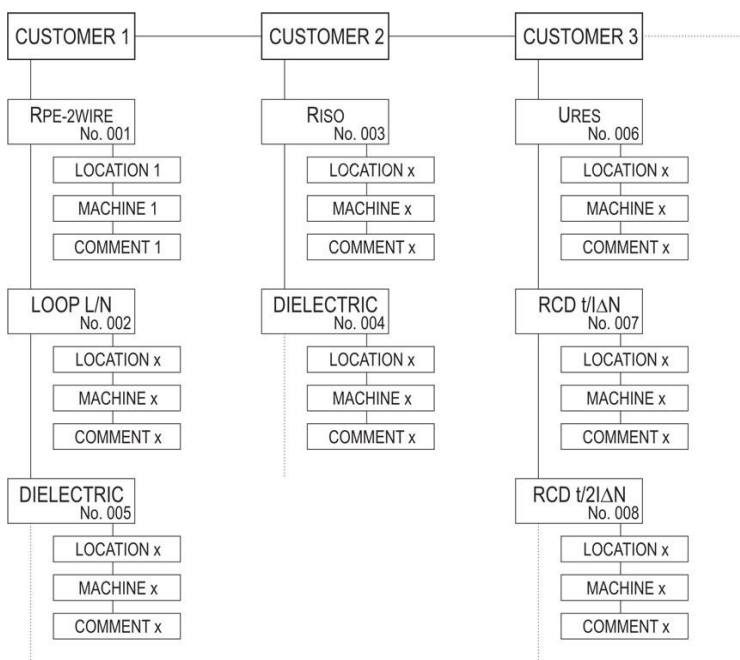 CUSTOMER 1
CUSTOMER 2
CUSTOMER 3
RPE-2WIRE
No. 001
LOCATION 1
MACHINE 1
COMMENT 1
LOOP L/N
No. 002
LOCATION x
MACHINE x
COMMENT x
DIELECTRIC
No. 005
LOCATION x
MACHINE x
COMMENT x
RISO
No. 003
LOCATION x
MACHINE x
COMMENT x
DIELECTRIC
No. 004
LOCATION x
MACHINE x
COMMENT x
URES
No. 006
LOCATION x
MACHINE x
COMMENT x
RCD t/I∆N
No. 007
LOCATION x
MACHINE x
COMMENT x
RCD t/2I∆N
No. 008
LOCATION x
MACHINE x
COMMENT x